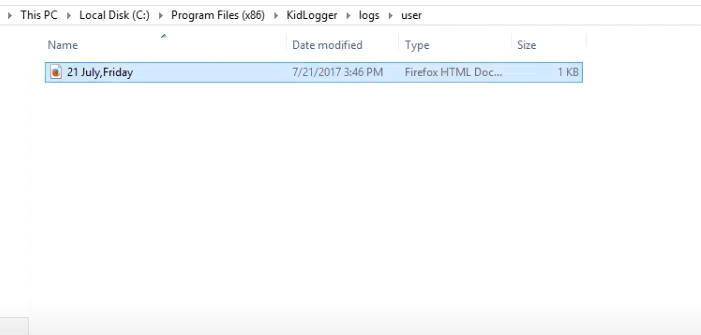 This PC Local Disk (C:) Program Files (x86) KidLogger logs user
Name Date modified Type Size
21 July,Friday 7/21/2017 3:46 PM Firefox HTML Doc... 1 KB